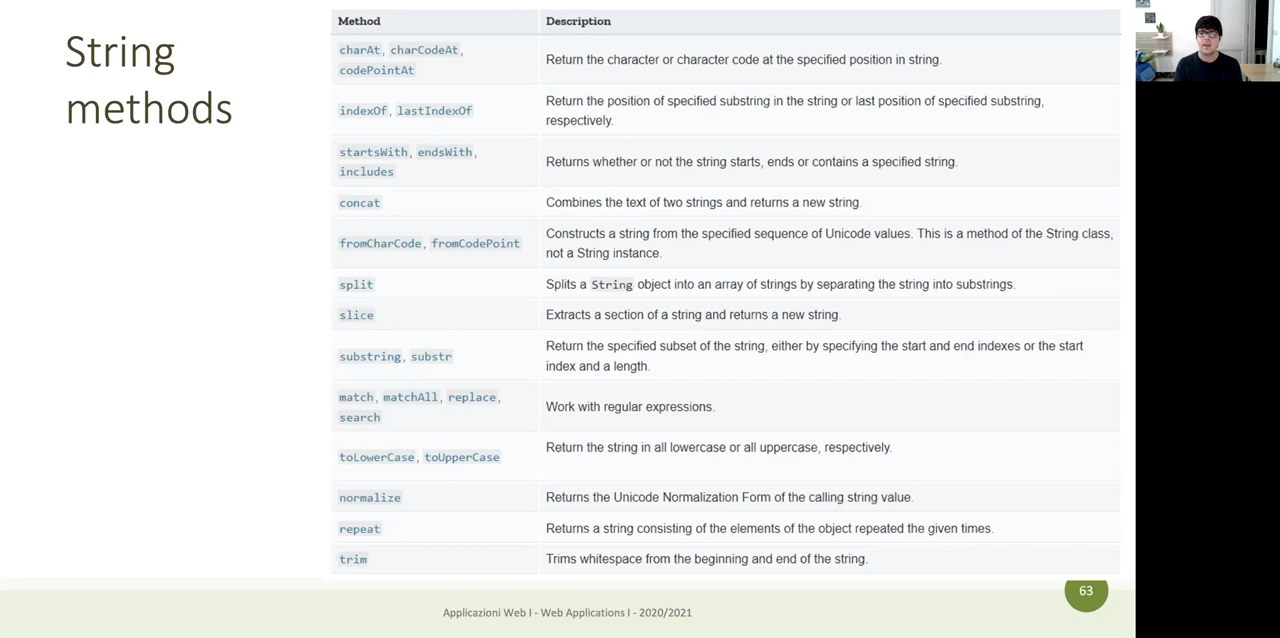 String
methods
Method Description
charAt, charCodeAt,
codePointAt
Return the character or character code at the specified position in string.
indexOf, lastIndexOf
Return the position of specified substring in the string or last position of specified substring,
respectively.
startsWith, endsWith,
includes
Returns whether or not the string starts, ends or contains a specified string.
concat
Combines the text of two strings and returns a new string.
fromCharCode, fromCodePoint
Constructs a string from the specified sequence of Unicode values. This is a method of the String class,
not a String instance.
split
Splits a String object into an array of strings by separating the string into substrings.
slice
Extracts a section of a string and returns a new string.
substring, substr
Return the specified subset of the string, either by specifying the start and end indexes or the start
index and a length.
match, matchAll, replace,
search
Work with regular expressions.
toLowerCase, toUpperCase
Return the string in all lowercase or all uppercase, respectively.
normalize
Returns the Unicode Normalization Form of the calling string value.
repeat
Returns a string consisting of the elements of the object repeated the given times.
trim
Trims whitespace from the beginning and end of the string.
63
Applicazioni Web I - Web Applications I - 2020/2021